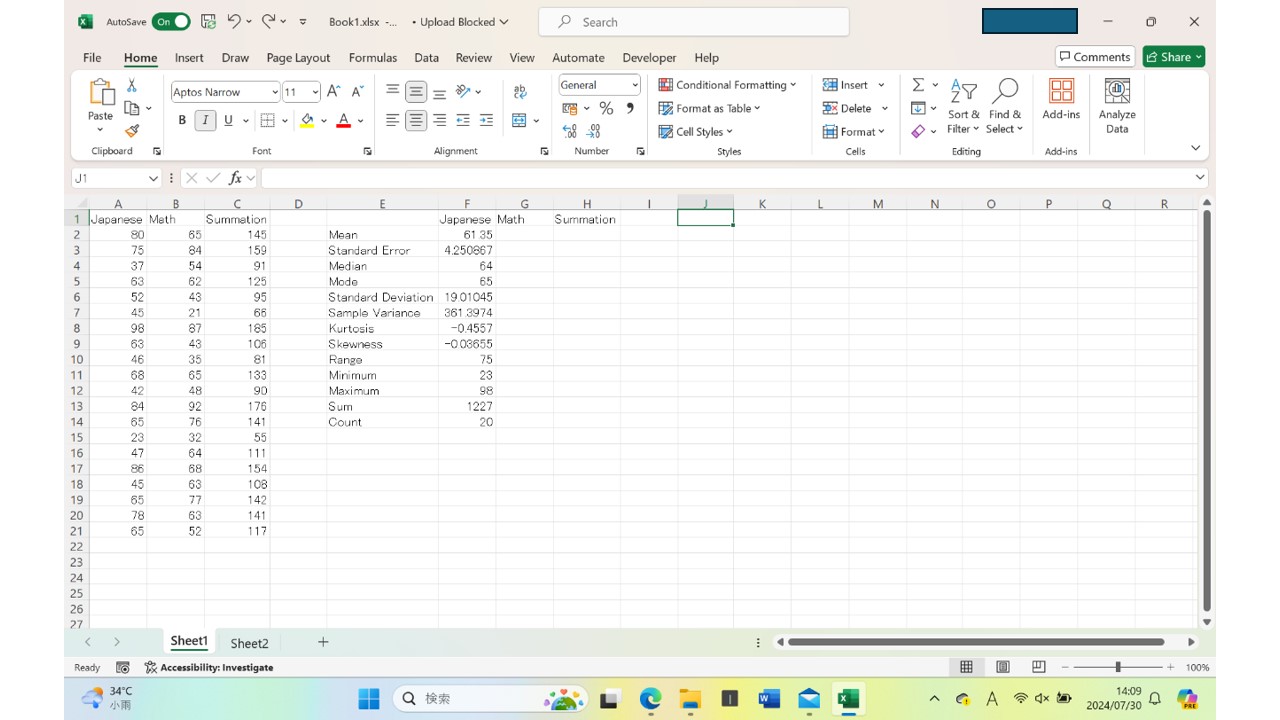 AutoSave On Book1.xlsx -... • Upload Blocked Search
File Home Insert Draw Page Layout Formulas Data Review View Automate Developer Help Comments Share
Paste
Clipboard
Aptos Narrow 11 A A
B I U A
Font
ab
Alignment
General
%
Number
Conditional Formatting
Format as Table
Cell Styles
Styles
Insert
Delete
Format
Cells
Sort & Filter
Find & Select
Editing
Add-ins
Add-ins
Analyze Data
J1 fx
A B C D E F G H I J K L M N O P Q R
1 Japanese Math Summation Japanese Math Summation
2 80 65 145 Mean 61.35
3 75 84 159 Standard Error 4.250867
4 37 54 91 Median 64
5 63 62 125 Mode 65
6 52 43 95 Standard Deviation 19.01045
7 45 21 66 Sample Variance 361.3974
8 98 87 185 Kurtosis -0.4557
9 63 43 106 Skewness -0.03655
10 46 35 81 Range 75
11 68 65 133 Minimum 23
12 42 48 90 Maximum 98
13 84 92 176 Sum 1227
14 65 76 141 Count 20
15 23 32 55
16 47 64 111
17 86 68 154
18 45 63 108
19 65 77 142
20 78 63 141
21 65 52 117
22
23
24
25
26
27
Sheet1 Sheet2
Ready Accessibility: Investigate 100%
34°C
小雨
検索
A
14:09
2024/07/30
PRE